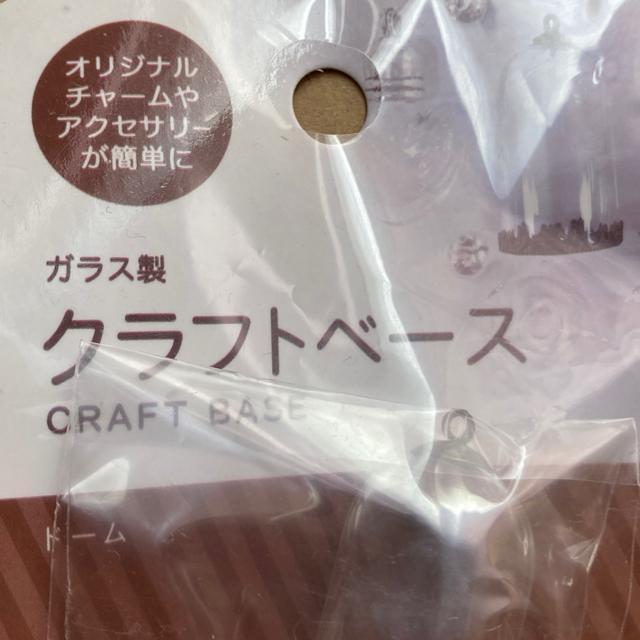 オリジナル
チャームや
アクセサリー
が簡単に
ガラス製
クラフトベース
CRAFT BASE
ドーム